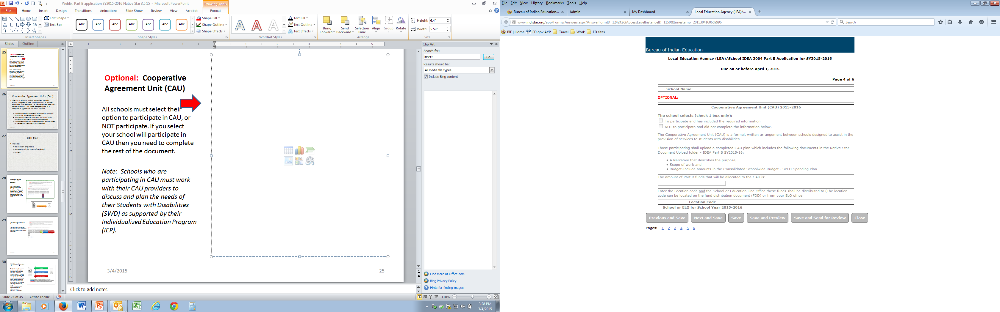 WebEx. Part B application SY2015-2016 Native Star 3.5.15 - Microsoft PowerPoint
Drawing Tools
File Home Insert Design Transitions Animations Slide Show Review View Acrobat Format
Edit Shape
Text Box
Insert Shapes
Abc Abc Abc Abc Abc Abc Abc
Shape Fill
Shape Outline
Shape Effects
Shape Styles
A A A
Text Fill
Text Outline
Text Effects
WordArt Styles
Bring Forward
Send Backward
Selection Pane
Align
Group
Rotate
Arrange
Height: 6.4"
Width: 5.59"
Size
Slides Outline
25
26
Cooperative Agreement Units (CAU)
27
CAU Plan
Includes:
Description of purpose,
A narrative of the scope of work and
Budget.
28
29
30
Optional: Cooperative
Agreement Unit (CAU)
All schools must select their
option to participate in CAU, or
NOT participate. If you select
your school will participate in
CAU then you need to complete
the rest of the document.
Note: Schools who are
participating in CAU must work
with their CAU providers to
discuss and plan the needs of
their Students with Disabilities
(SWD) as supported by their
Individualized Education Program
(IEP).
3/4/2015
25
Click to add notes
Clip Art
Search for:
insert
Go
Results should be:
All media file types
Include Bing content
Find more at Office.com
Bing Privacy Policy
Hints for finding images
Slide 25 of 45 "Office Theme"
110%
3:28 PM
3/4/2015
File Edit View History Bookmarks Tools Help
Bureau of Indian Education...
Admin
My Dashboard
Local Education Agency (LEA)/...
www.indistar.org/app/Forms/Answers.aspx?AnswerFormID=124242&AccessLevelInstanceID=1150&timestamp=2015304160659996
Search
BIE | Home ED.gov AYP Travel Work ED sites
Bureau of Indian Education
Local Education Agency (LEA)/School IDEA 2004 Part B Application for SY2015-2016
Due on or before April 1, 2015
Page 4 of 6
School Name:
OPTIONAL:
Cooperative Agreement Unit (CAU) 2015-2016
The school selects (check 1 box only):
To participate and has included the required information.
NOT to participate and did not complete the information below.
The Cooperative Agreement Unit (CAU) is a formal, written arrangement between schools designed to assist in the
provision of services to students with disabilities.
Those participating shall upload a completed CAU plan which includes the following documents in the Native Star
Document Upload folder - IDEA Part B SY2015-16:
• A Narrative that describes the purpose,
• Scope of work and
• Budget-Include amounts in the Consolidated Schoolwide Budget - SPED Spending Plan
The amount of Part B funds that will be allocated to the CAU is:
Enter the Location code and the School or Education Line Office these funds shall be distributed to (The location
code can be located on the fund distribution document (FDD) or from your ELO office.
Location Code
School or ELO for School Year 2015-2016
Previous and Save Next and Save Save Save and Preview Save and Send for Review Close
Pages: 1 2 3 4 5 6